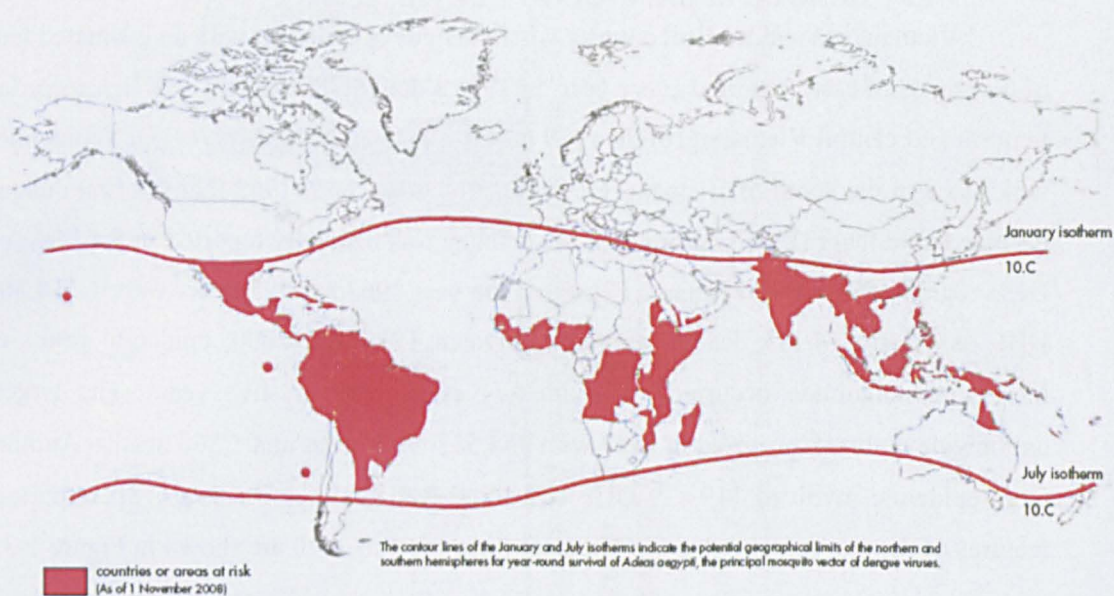 January isotherm
10.C
July isotherm
10.C
The contour lines of the January and July isotherms indicate the potential geographical limits of the northern and
southern hemispheres for year-round survival of Adeas aegypti, the principal mosquito vector of dengue viruses.
countries or areas at risk
(As of 1 November 2008)